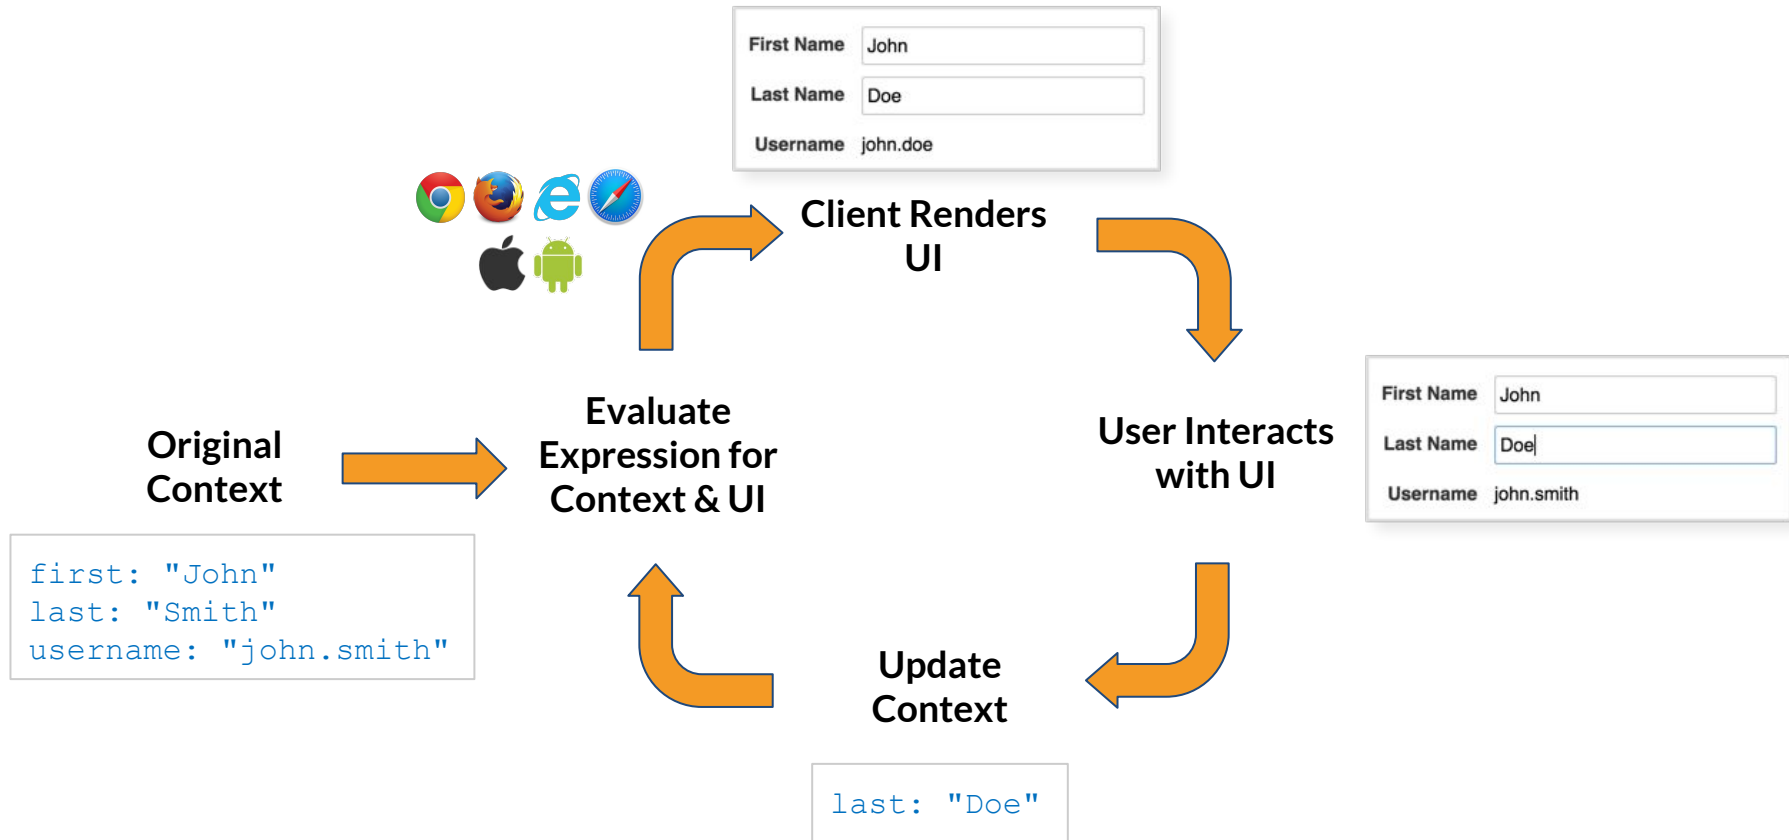 First Name John
Last Name Doe
Username john.doe
Client Renders
UI
Evaluate
Expression for
Context & UI
Original
Context
first: "John"
last: "Smith"
username: "john.smith"
User Interacts
with UI
First Name John
Last Name Doe
Username john.smith
Update
Context
last: "Doe"